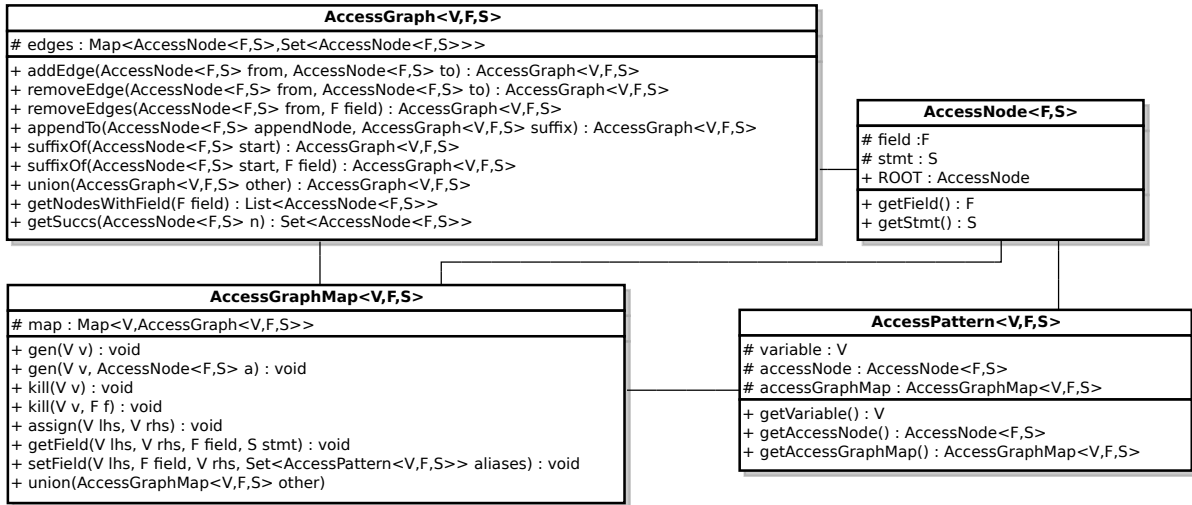 AccessGraph<V,F,S>
# edges : Map<AccessNode<F,S>,Set<AccessNode<F,S>>>
+ addEdge(AccessNode<F,S> from, AccessNode<F,S> to) : AccessGraph<V,F,S>
+ removeEdge(AccessNode<F,S> from, AccessNode<F,S> to) : AccessGraph<V,F,S>
+ removeEdges(AccessNode<F,S> from, F field) : AccessGraph<V,F,S>
+ appendTo(AccessNode<F,S> appendNode, AccessGraph<V,F,S> suffix) : AccessGraph<V,F,S>
+ suffixOf(AccessNode<F,S> start) : AccessGraph<V,F,S>
+ suffixOf(AccessNode<F,S> start, F field) : AccessGraph<V,F,S>
+ union(AccessGraph<V,F,S> other) : AccessGraph<V,F,S>
+ getNodesWithField(F field) : List<AccessNode<F,S>>
+ getSuccs(AccessNode<F,S> n) : Set<AccessNode<F,S>>
AccessNode<F,S>
# field :F
# stmt : S
+ ROOT : AccessNode
+ getField() : F
+ getStmt() : S
AccessGraphMap<V,F,S>
# map : Map<V,AccessGraph<V,F,S>>
+ gen(V v) : void
+ gen(V v, AccessNode<F,S> a) : void
+ kill(V v) : void
+ kill(V v, F f) : void
+ assign(V lhs, V rhs) : void
+ getField(V lhs, V rhs, F field, S stmt) : void
+ setField(V lhs, F field, V rhs, Set<AccessPattern<V,F,S>> aliases) : void
+ union(AccessGraphMap<V,F,S> other)
AccessPattern<V,F,S>
# variable : V
# accessNode : AccessNode<F,S>
# accessGraphMap : AccessGraphMap<V,F,S>
+ getVariable() : V
+ getAccessNode() : AccessNode<F,S>
+ getAccessGraphMap() : AccessGraphMap<V,F,S>